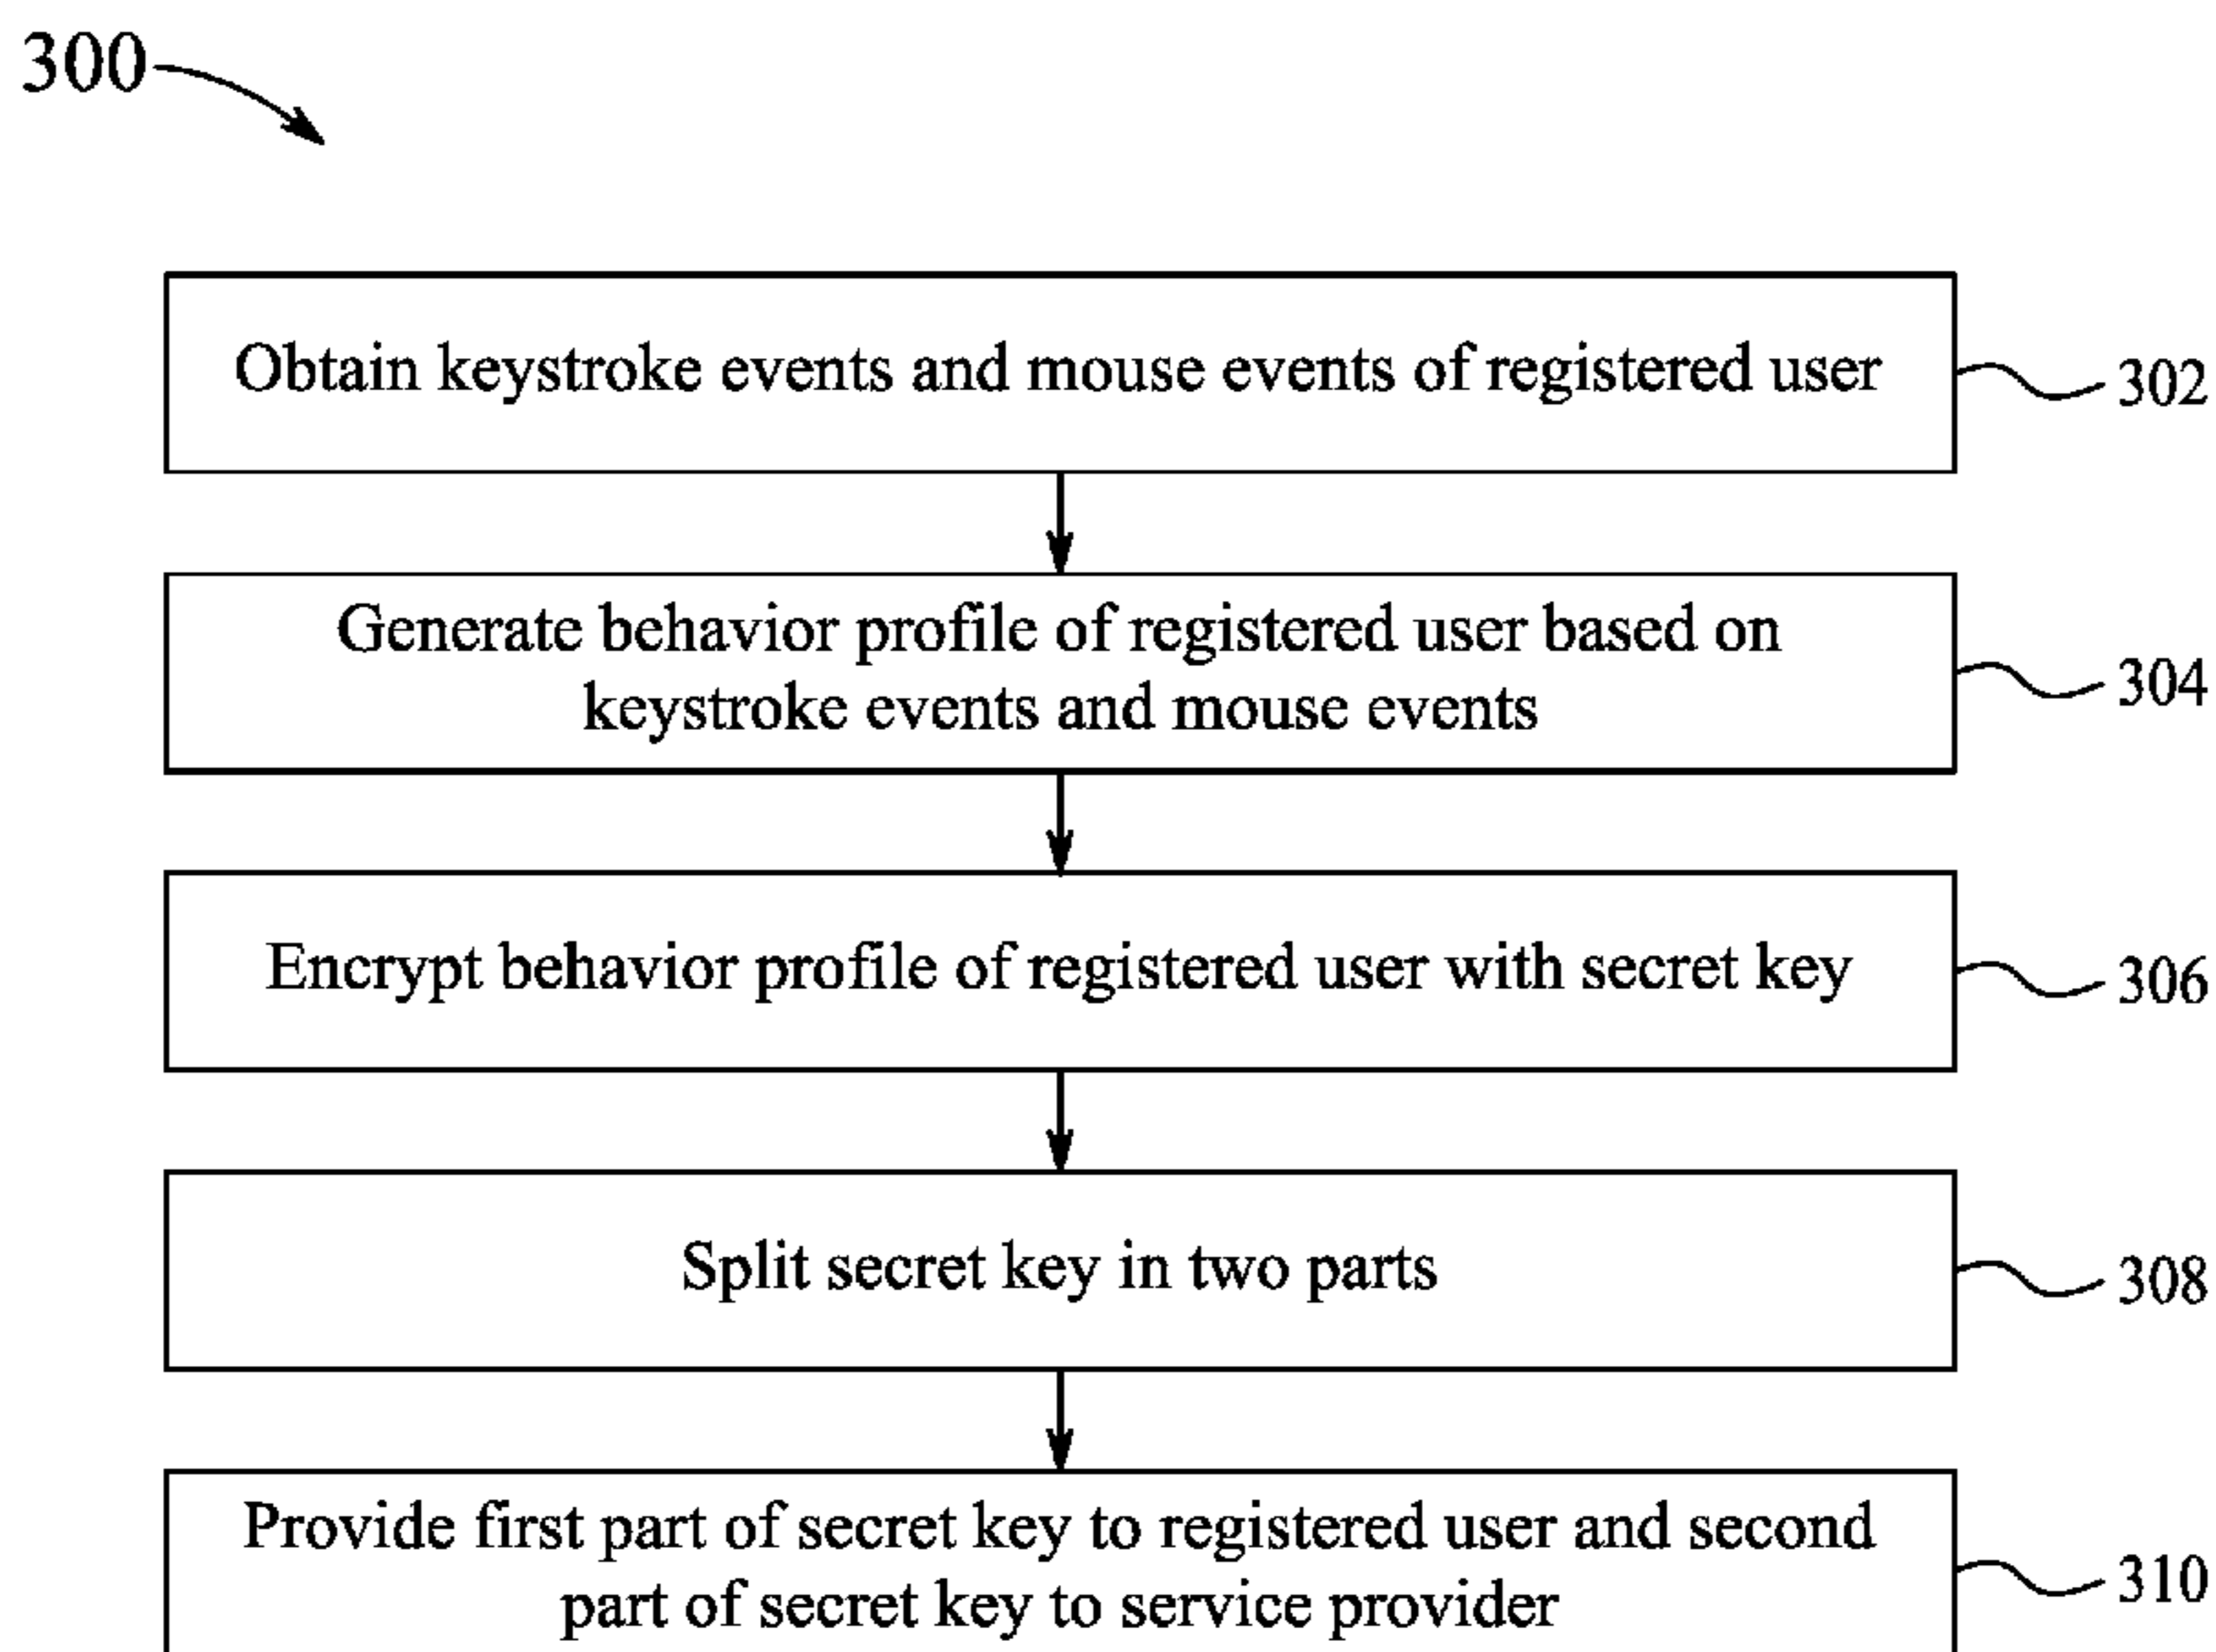 300
Obtain keystroke events and mouse events of registered user
302
Generate behavior profile of registered user based on
keystroke events and mouse events
304
Encrypt behavior profile of registered user with secret key
306
Split secret key in two parts
308
Provide first part of secret key to registered user and second
part of secret key to service provider
310